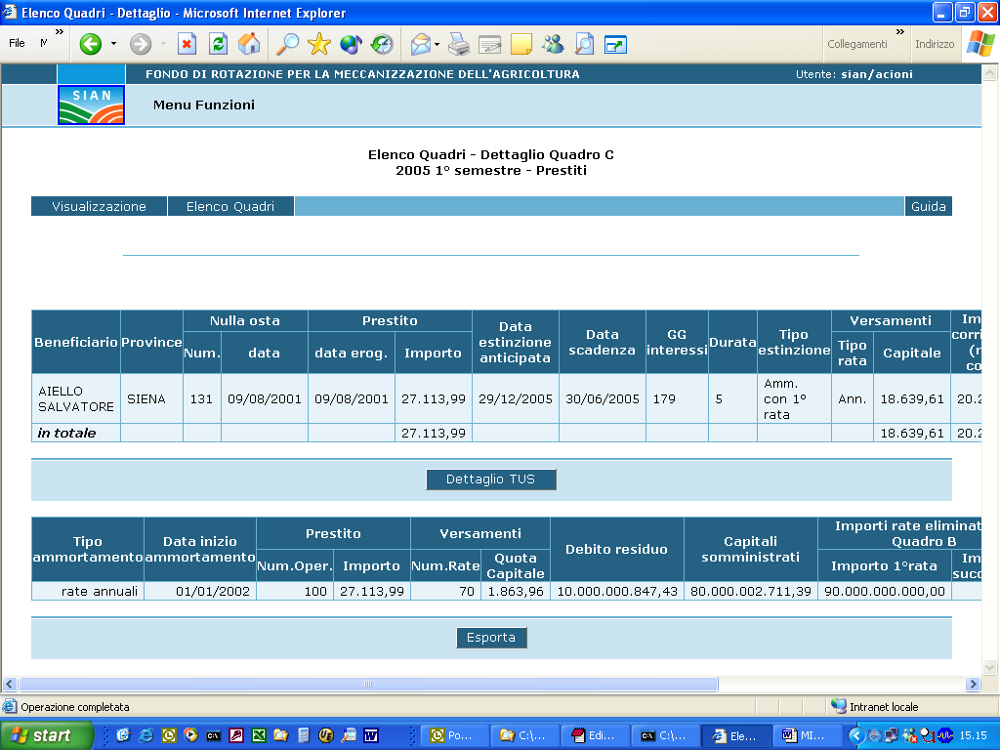 Elenco Quadri - Dettaglio - Microsoft Internet Explorer
File M »
Collegamenti » Indirizzo
FONDO DI ROTAZIONE PER LA MECCANIZZAZIONE DELL'AGRICOLTURA Utente: sian/acioni
SIAN
Menu Funzioni
Elenco Quadri - Dettaglio Quadro C
2005 1° semestre - Prestiti
Visualizzazione Elenco Quadri Guida
Beneficiario Province Nulla osta Prestito Data estinzione anticipata Data scadenza GG interessi Durata Tipo estinzione Versamenti Im corri (r co
Num. data data erog. Importo Tipo rata Capitale
AIELLO SALVATORE SIENA 131 09/08/2001 09/08/2001 27.113,99 29/12/2005 30/06/2005 179 5 Amm. con 1° rata Ann. 18.639,61 20.2
in totale 27.113,99 18.639,61 20.2
Dettaglio TUS
Tipo ammortamento Data inizio ammortamento Prestito Versamenti Debito residuo Capitali somministrati Importi rate eliminat Quadro B
Num.Oper. Importo Num.Rate Quota Capitale Importo 1°rata Im succ
rate annuali 01/01/2002 100 27.113,99 70 1.863,96 10.000.000.847,43 80.000.002.711,39 90.000.000.000,00
Esporta
Operazione completata Intranet locale
start Po... C:\... Edi... C:\... Ele... MI... 15.15